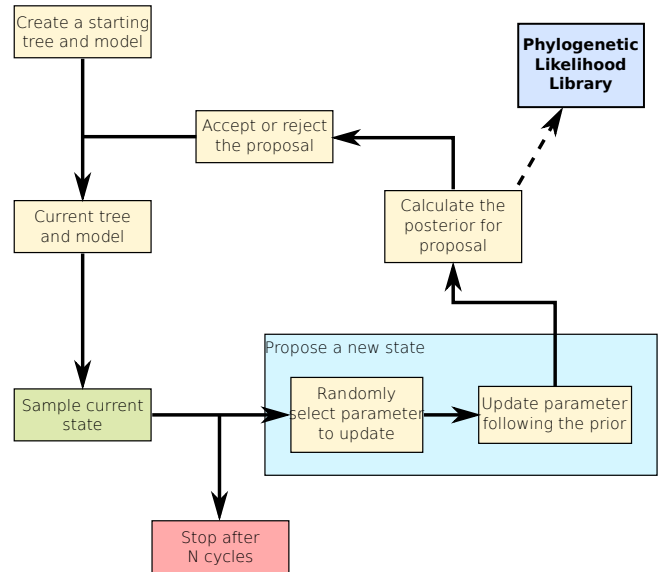 Create a starting
tree and model
Phylogenetic
Likelihood
Library
Accept or reject
the proposal
Current tree
and model
Calculate the
posterior for
proposal
Propose a new state
Sample current
state
Randomly
select parameter
to update
Update parameter
following the prior
Stop after
N cycles